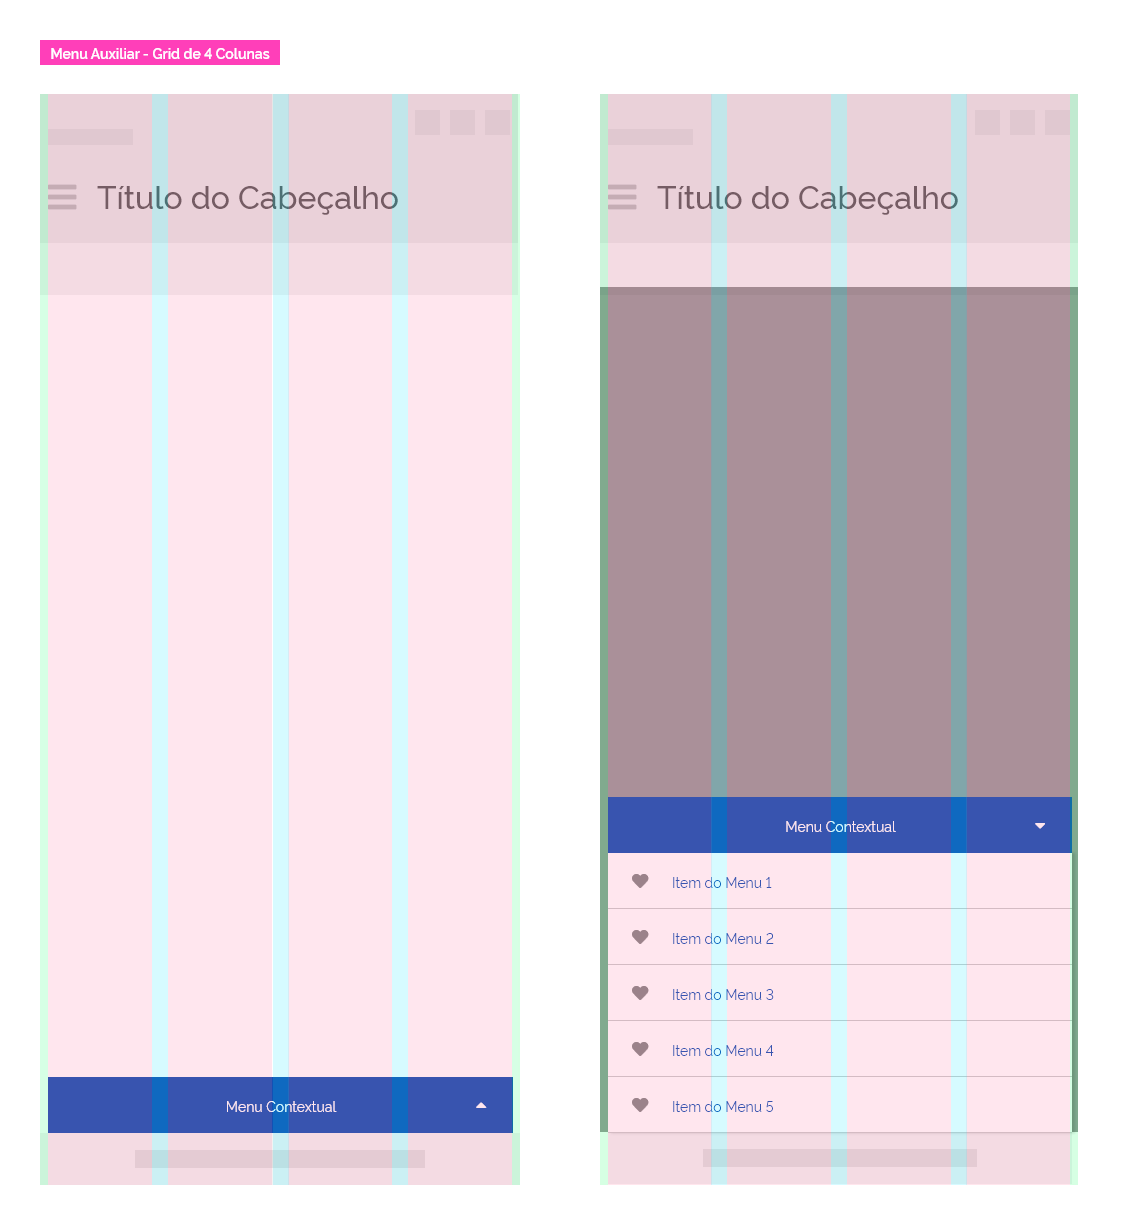 Menu Auxiliar - Grid de 4 Colunas
Título do Cabeçalho
Menu Contextual
Título do Cabeçalho
Menu Contextual
Item do Menu 1
Item do Menu 2
Item do Menu 3
Item do Menu 4
Item do Menu 5